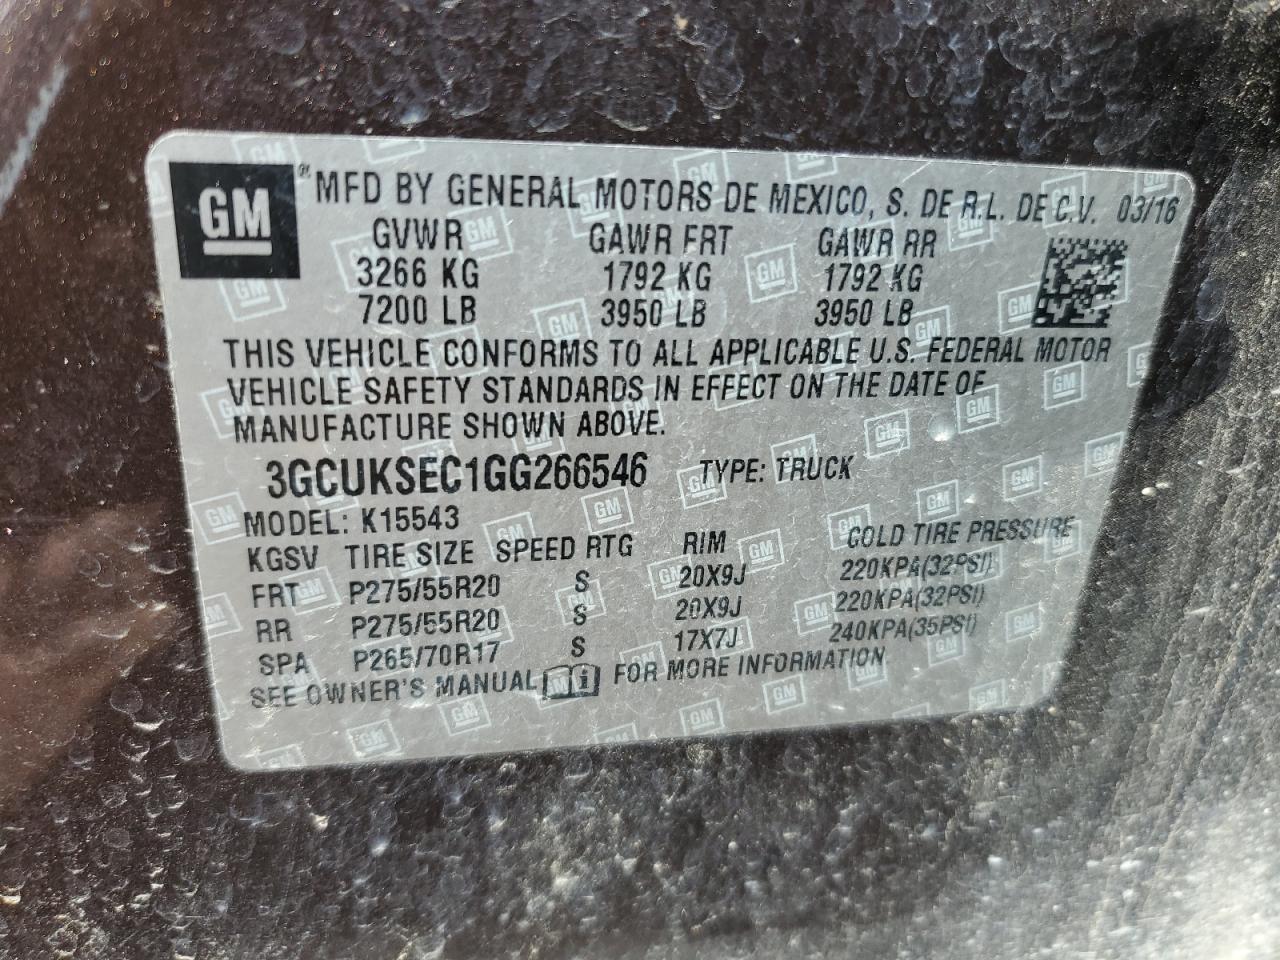 GM MFD BY GENERAL MOTORS DE MEXICO, S. DE R.L. DE C.V. 03/16
GVWR GAWR FRT GAWR RR
3266 KG 1792 KG 1792 KG
7200 LB 3950 LB 3950 LB
THIS VEHICLE CONFORMS TO ALL APPLICABLE U.S. FEDERAL MOTOR
VEHICLE SAFETY STANDARDS IN EFFECT ON THE DATE OF
MANUFACTURE SHOWN ABOVE.
3GCUKSEC1GG266546 TYPE: TRUCK
MODEL: K15543
KGSV TIRE SIZE SPEED RTG RIM COLD TIRE PRESSURE
FRT P275/55R20 S 20X9J 220KPA(32PSI)
RR P275/55R20 S 20X9J 220KPA(32PSI)
SPA P265/70R17 S 17X7J 240KPA(35PSI)
SEE OWNER'S MANUAL FOR MORE INFORMATION